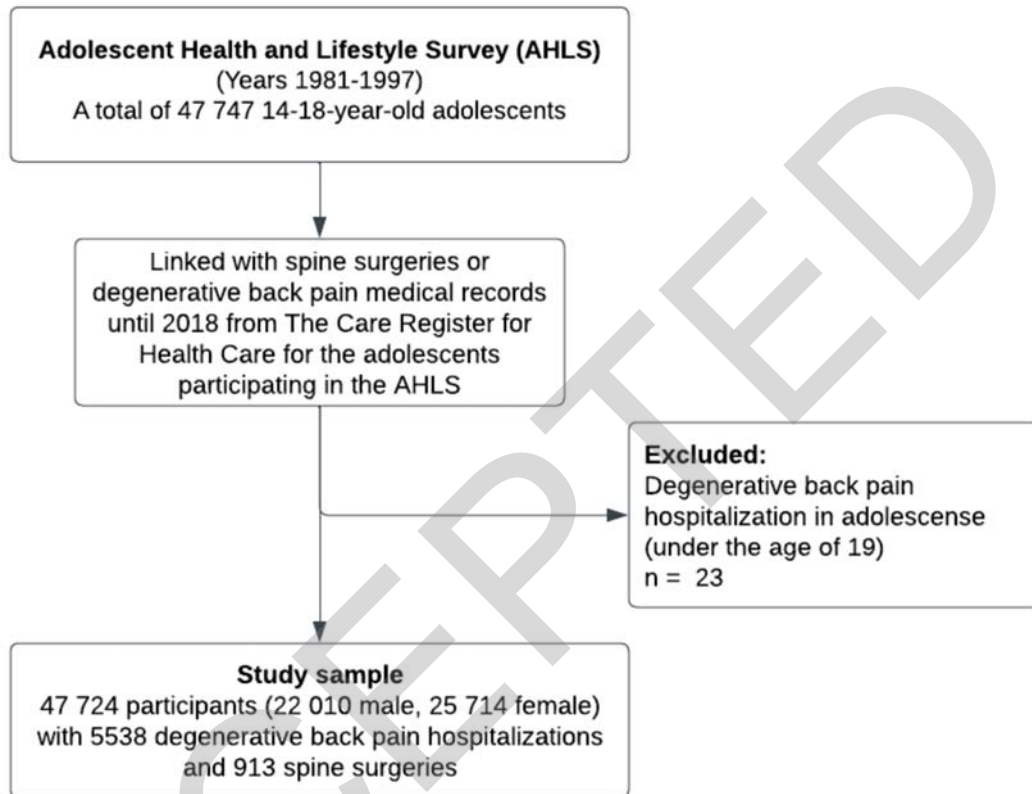 Adolescent Health and Lifestyle Survey (AHLS)
(Years 1981-1997)
A total of 47 747 14-18-year-old adolescents
Linked with spine surgeries or
degenerative back pain medical records
until 2018 from The Care Register for
Health Care for the adolescents
participating in the AHLS
Excluded:
Degenerative back pain
hospitalization in adolescense
(under the age of 19)
n = 23
Study sample
47 724 participants (22 010 male, 25 714 female)
with 5538 degenerative back pain hospitalizations
and 913 spine surgeries
CEPTED